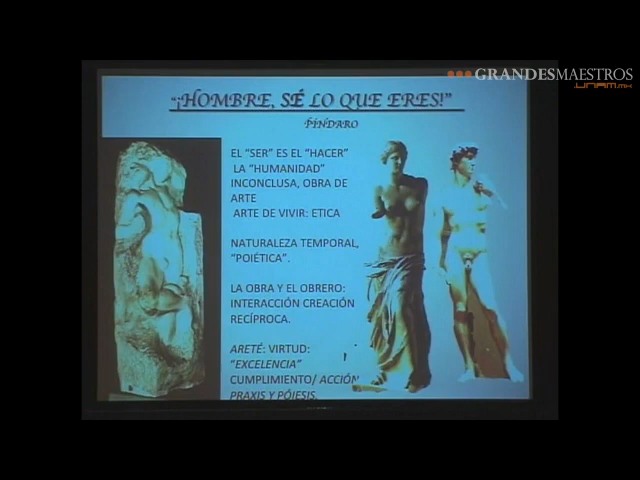 GRANDESMAESTROS
.UNAM.MX
"¡HOMBRE, SÉ LO QUE ERES!"
PÍNDARO
EL "SER" ES EL "HACER"
LA "HUMANIDAD"
INCONCLUSA, OBRA DE
ARTE
ARTE DE VIVIR: ETICA
NATURALEZA TEMPORAL,
"POIÉTICA".
LA OBRA Y EL OBRERO:
INTERACCIÓN CREACIÓN
RECÍPROCA.
ARETÉ: VIRTUD:
"EXCELENCIA"
CUMPLIMIENTO/ ACCIÓN
PRAXIS Y PÓIESIS.